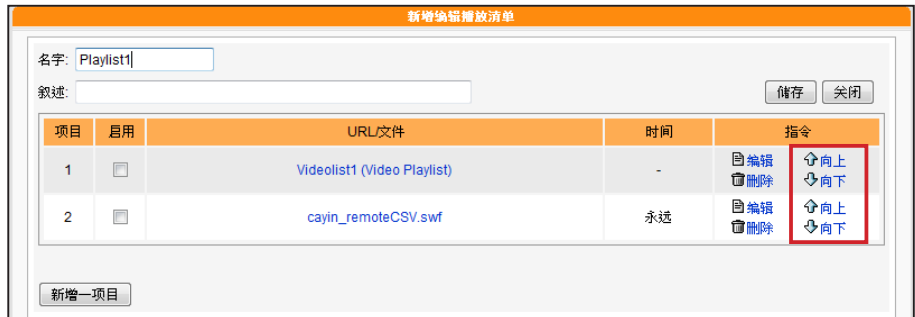 新增编辑播放清单
名字: Playlist1
叙述:
储存 关闭
项目 启用 URL/文件 时间 指令
1 Videolist1 (Video Playlist) - 编辑 向上
删除 向下
2 cayin_remoteCSV.swf 永远 编辑 向上
删除 向下
新增一项目